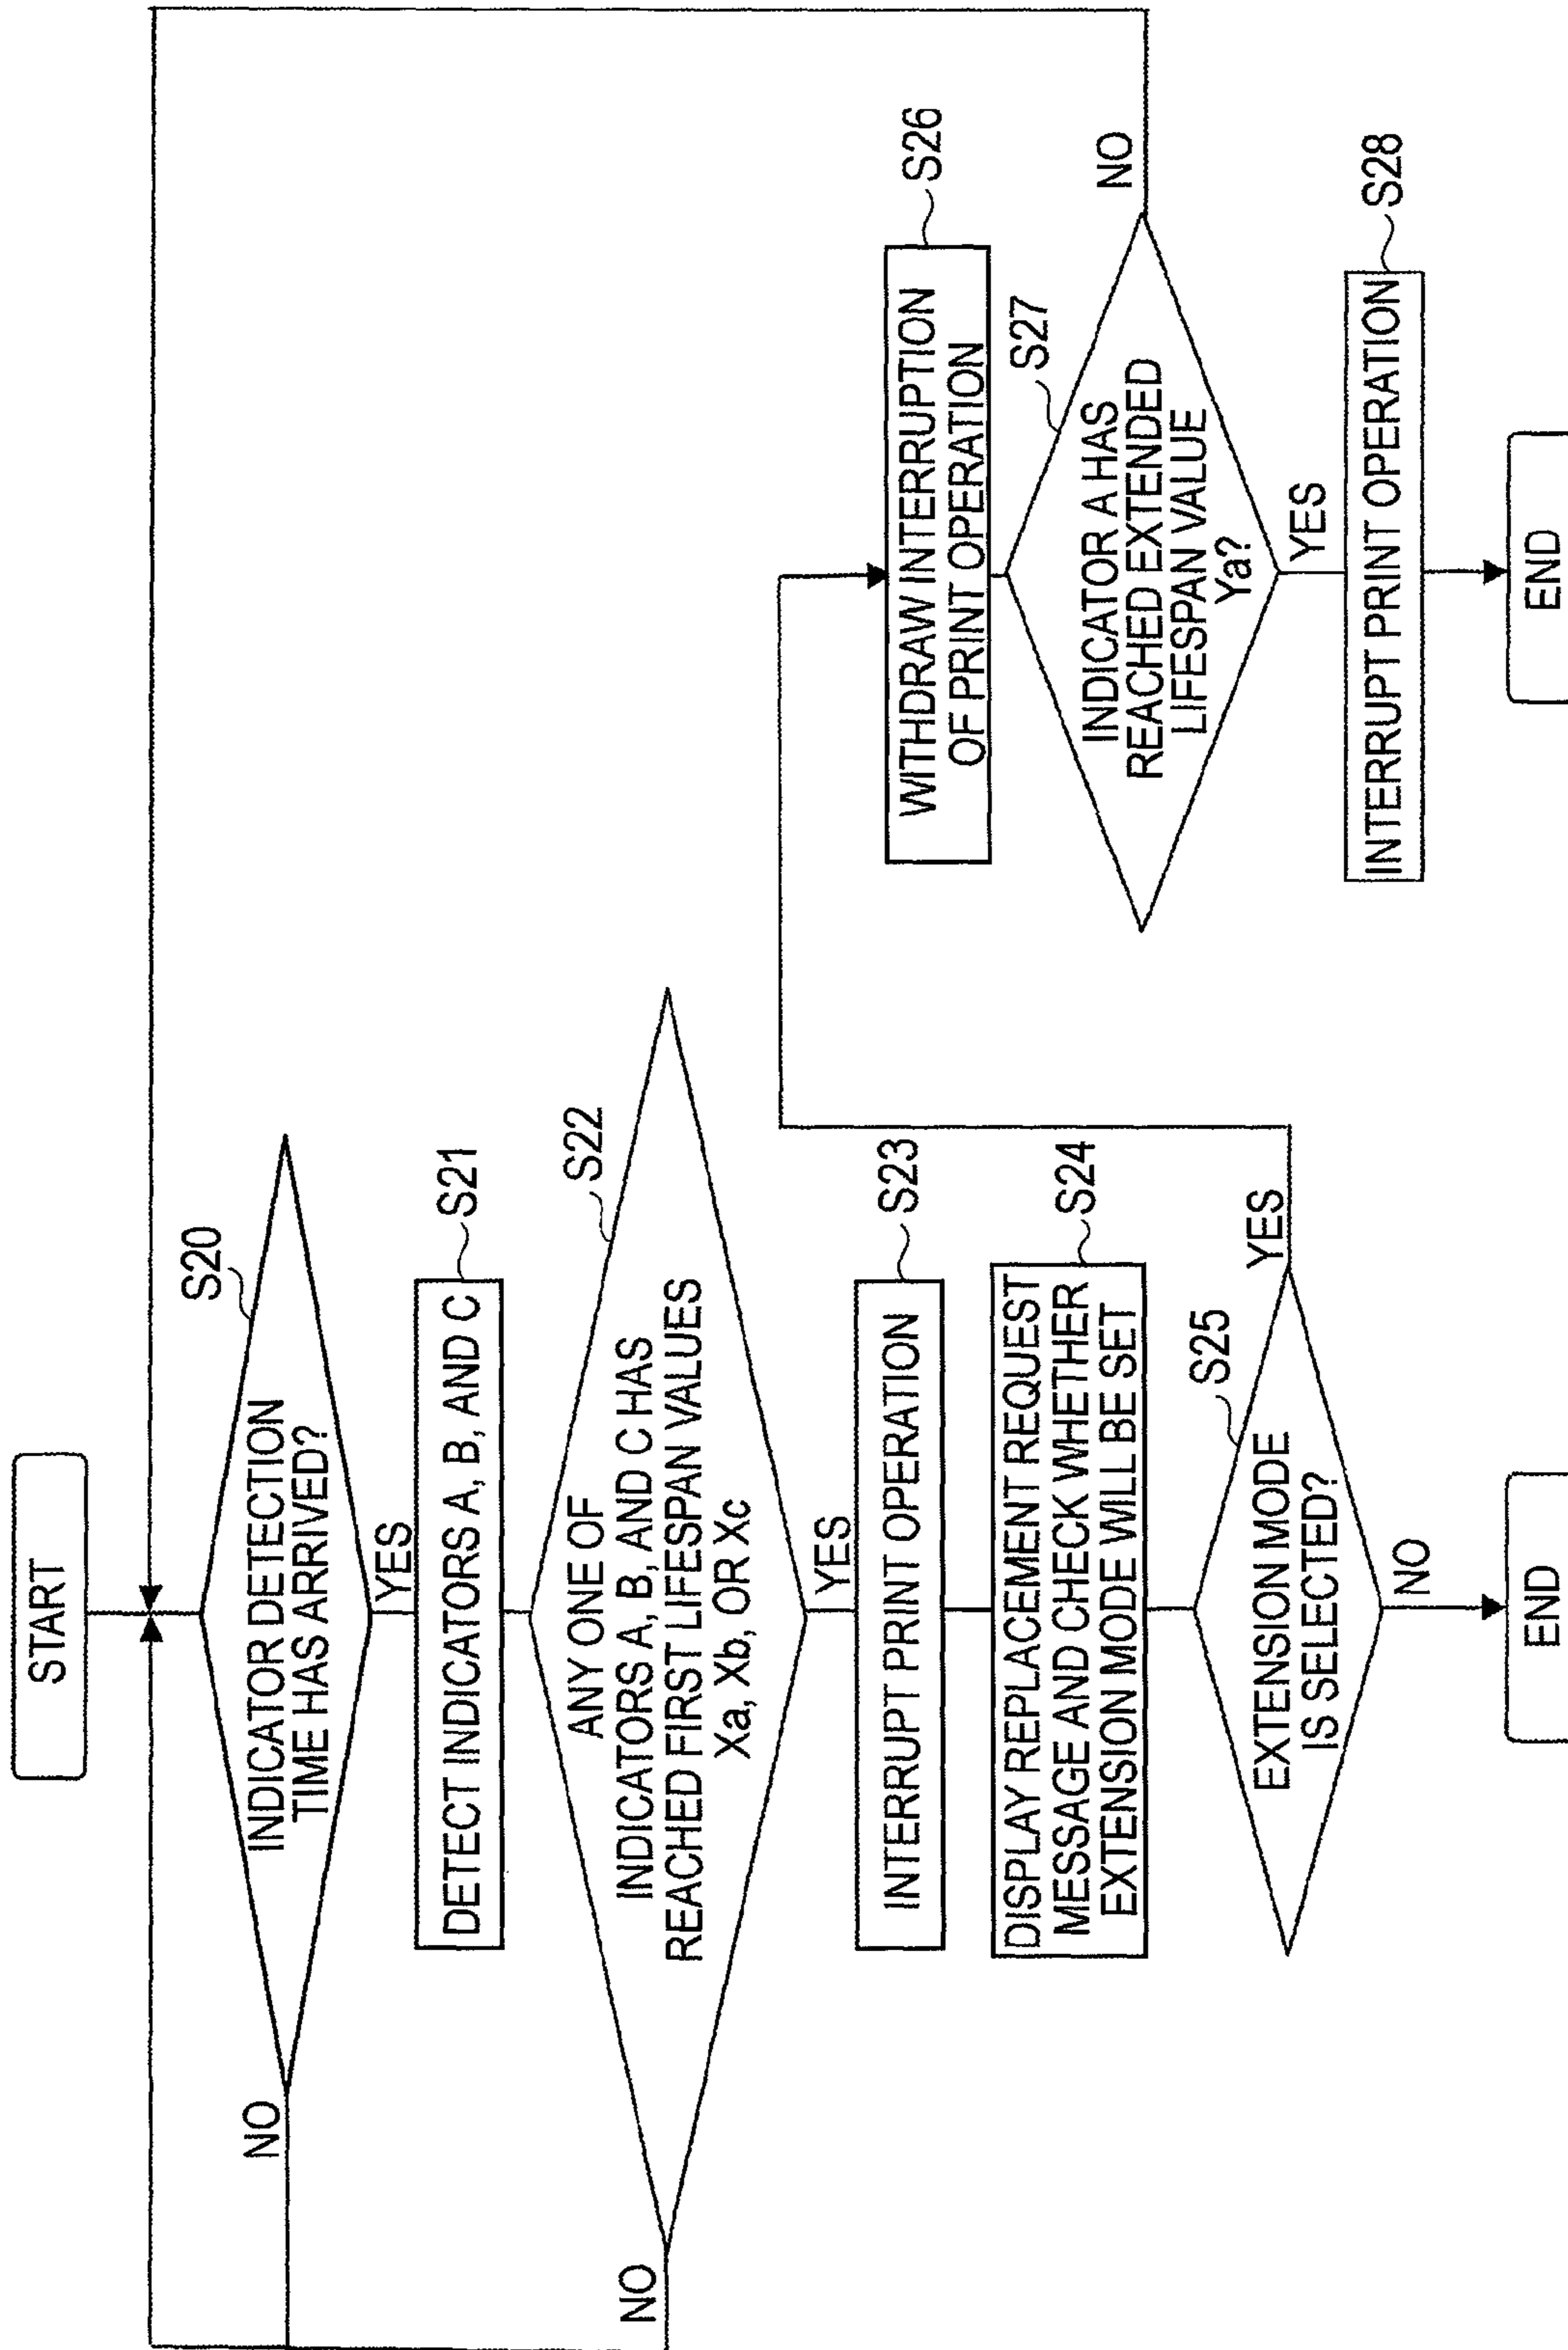 START
INDICATOR DETECTION
TIME HAS ARRIVED?
S20
NO
YES
DETECT INDICATORS A, B, AND C
S21
ANY ONE OF
INDICATORS A, B, AND C HAS
REACHED FIRST LIFESPAN VALUES
Xa, Xb, OR Xc
S22
NO
YES
INTERRUPT PRINT OPERATION
S23
DISPLAY REPLACEMENT REQUEST
MESSAGE AND CHECK WHETHER
EXTENSION MODE WILL BE SET
S24
EXTENSION MODE
IS SELECTED?
S25
YES
NO
END
WITHDRAW INTERRUPTION
OF PRINT OPERATION
S26
INDICATOR A HAS
REACHED EXTENDED
LIFESPAN VALUE
Ya?
S27
NO
YES
INTERRUPT PRINT OPERATION
S28
END